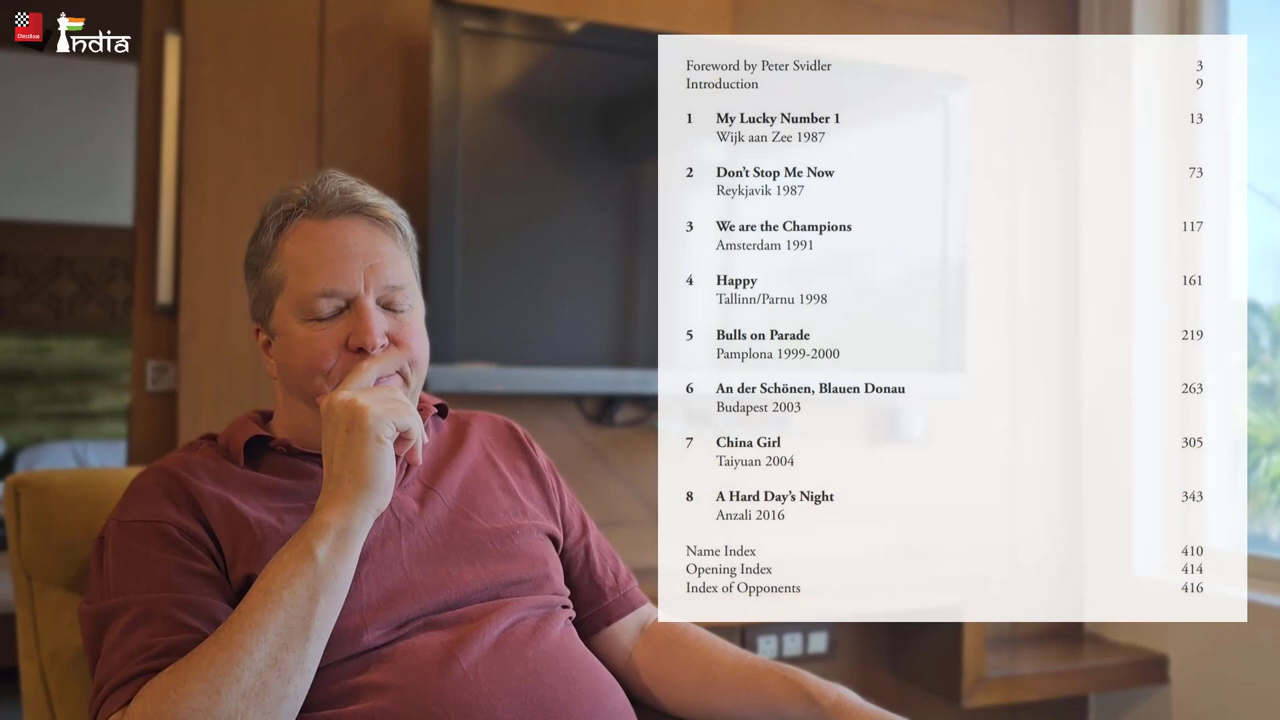 ChessBase
India
Foreword by Peter Svidler 3
Introduction 9
1 My Lucky Number 1 13
Wijk aan Zee 1987
2 Don't Stop Me Now 73
Reykjavik 1987
3 We are the Champions 117
Amsterdam 1991
4 Happy 161
Tallinn/Parnu 1998
5 Bulls on Parade 219
Pamplona 1999-2000
6 An der Schönen, Blauen Donau 263
Budapest 2003
7 China Girl 305
Taiyuan 2004
8 A Hard Day's Night 343
Anzali 2016
Name Index 410
Opening Index 414
Index of Opponents 416